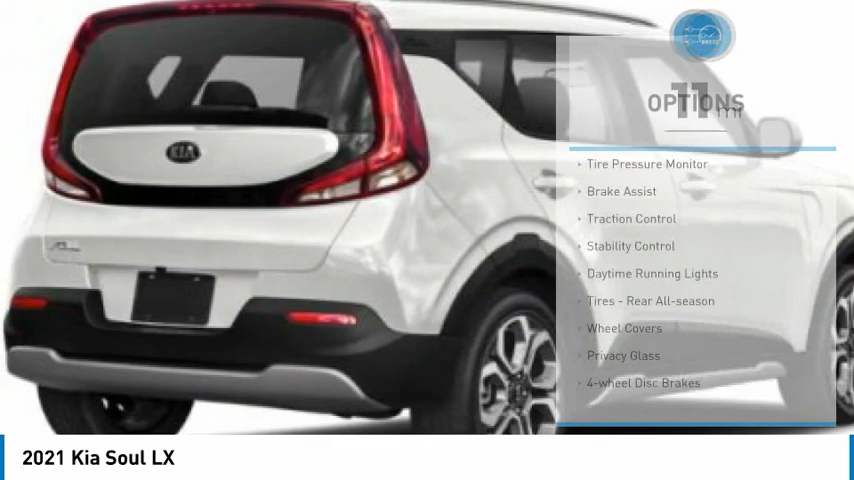 OPTIONS
11
Tire Pressure Monitor
Brake Assist
Traction Control
Stability Control
Daytime Running Lights
Tires - Rear All-season
Wheel Covers
Privacy Glass
4-wheel Disc Brakes
KIA
2021 Kia Soul LX